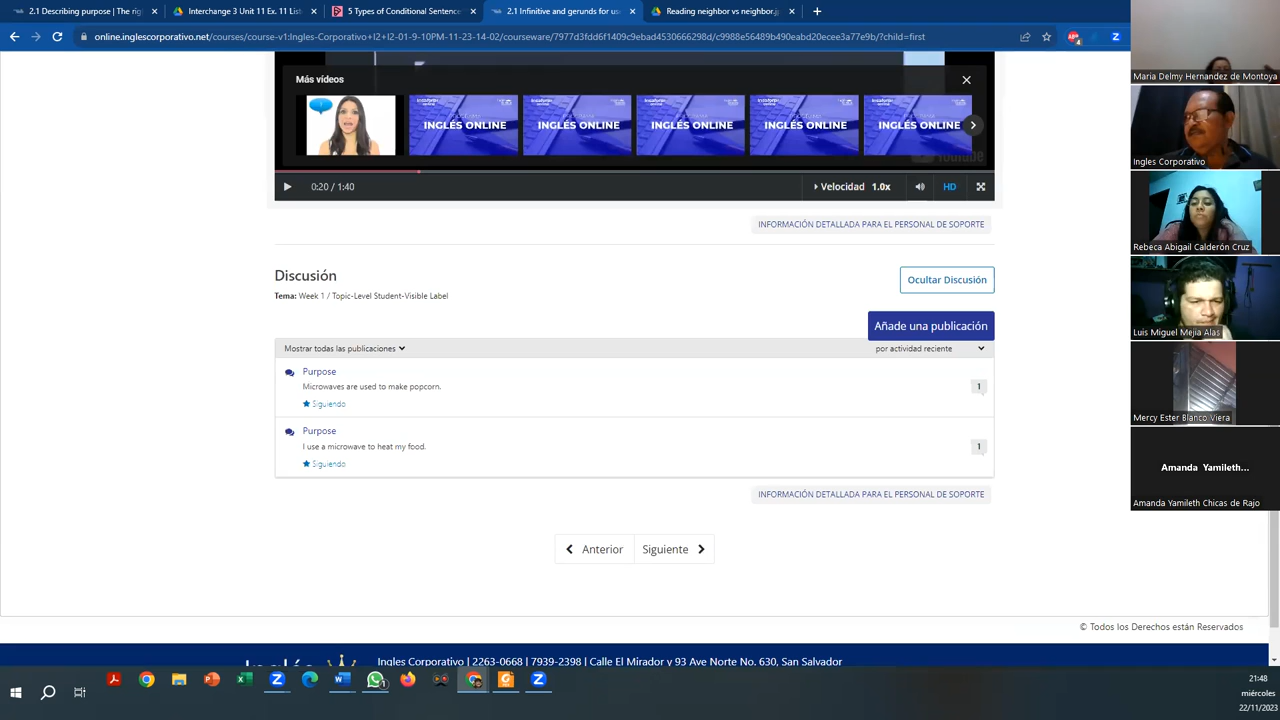 2.1 Describing purpose | The rig
Interchange 3 Unit 11 Ex. 11 List
5 Types of Conditional Sentence
2.1 Infinitive and gerunds for us
Reading neighbor vs neighbor.m
online.inglescorporativo.net/courses/course-v1:Ingles-Corporativo+I2+I2-01-9-10PM-11-23-14-02/courseware/7977d3fdd6f1409c9ebad4530666298d/c9988e56489b490eabd20ecee3a77e9b/?child=first
Más vídeos
INGLÉS ONLINE
INGLÉS ONLINE
INGLÉS ONLINE
INGLÉS ONLINE
INGLÉS ONLINE
0:20 / 1:40
Velocidad 1.0x
HD
INFORMACIÓN DETALLADA PARA EL PERSONAL DE SOPORTE
Discusión
Ocultar Discusión
Tema: Week 1 / Topic-Level Student-Visible Label
Añade una publicación
Mostrar todas las publicaciones
por actividad reciente
Purpose
Microwaves are used to make popcorn.
1
Siguiendo
Purpose
I use a microwave to heat my food.
1
Siguiendo
INFORMACIÓN DETALLADA PARA EL PERSONAL DE SOPORTE
Anterior
Siguiente
© Todos los Derechos están Reservados
Inglés
Ingles Corporativo | 2263-0668 | 7939-2398 | Calle El Mirador y 93 Ave Norte No. 630, San Salvador
Maria Delmy Hernandez de Montoya
Ingles Corporativo
Rebeca Abigail Calderón Cruz
Luis Miguel Mejia Alas
Mercy Ester Blanco Viera
Amanda Yamileth...
Amanda Yamileth Chicas de Rajo
21:48
miércoles
22/11/2023